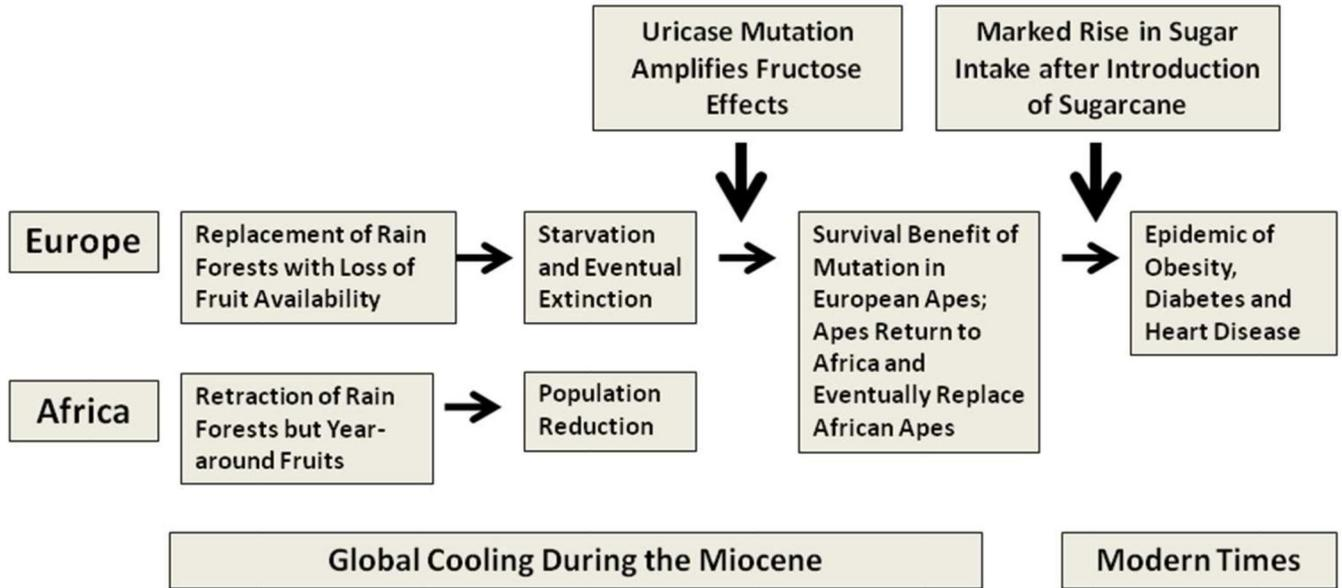 Uricase Mutation
Amplifies Fructose
Effects
Marked Rise in Sugar
Intake after Introduction
of Sugarcane
Europe
Replacement of Rain
Forests with Loss of
Fruit Availability
Starvation
and Eventual
Extinction
Survival Benefit of
Mutation in
European Apes;
Apes Return to
Africa and
Eventually Replace
African Apes
Epidemic of
Obesity,
Diabetes and
Heart Disease
Africa
Retraction of Rain
Forests but Year-
around Fruits
Population
Reduction
Global Cooling During the Miocene
Modern Times